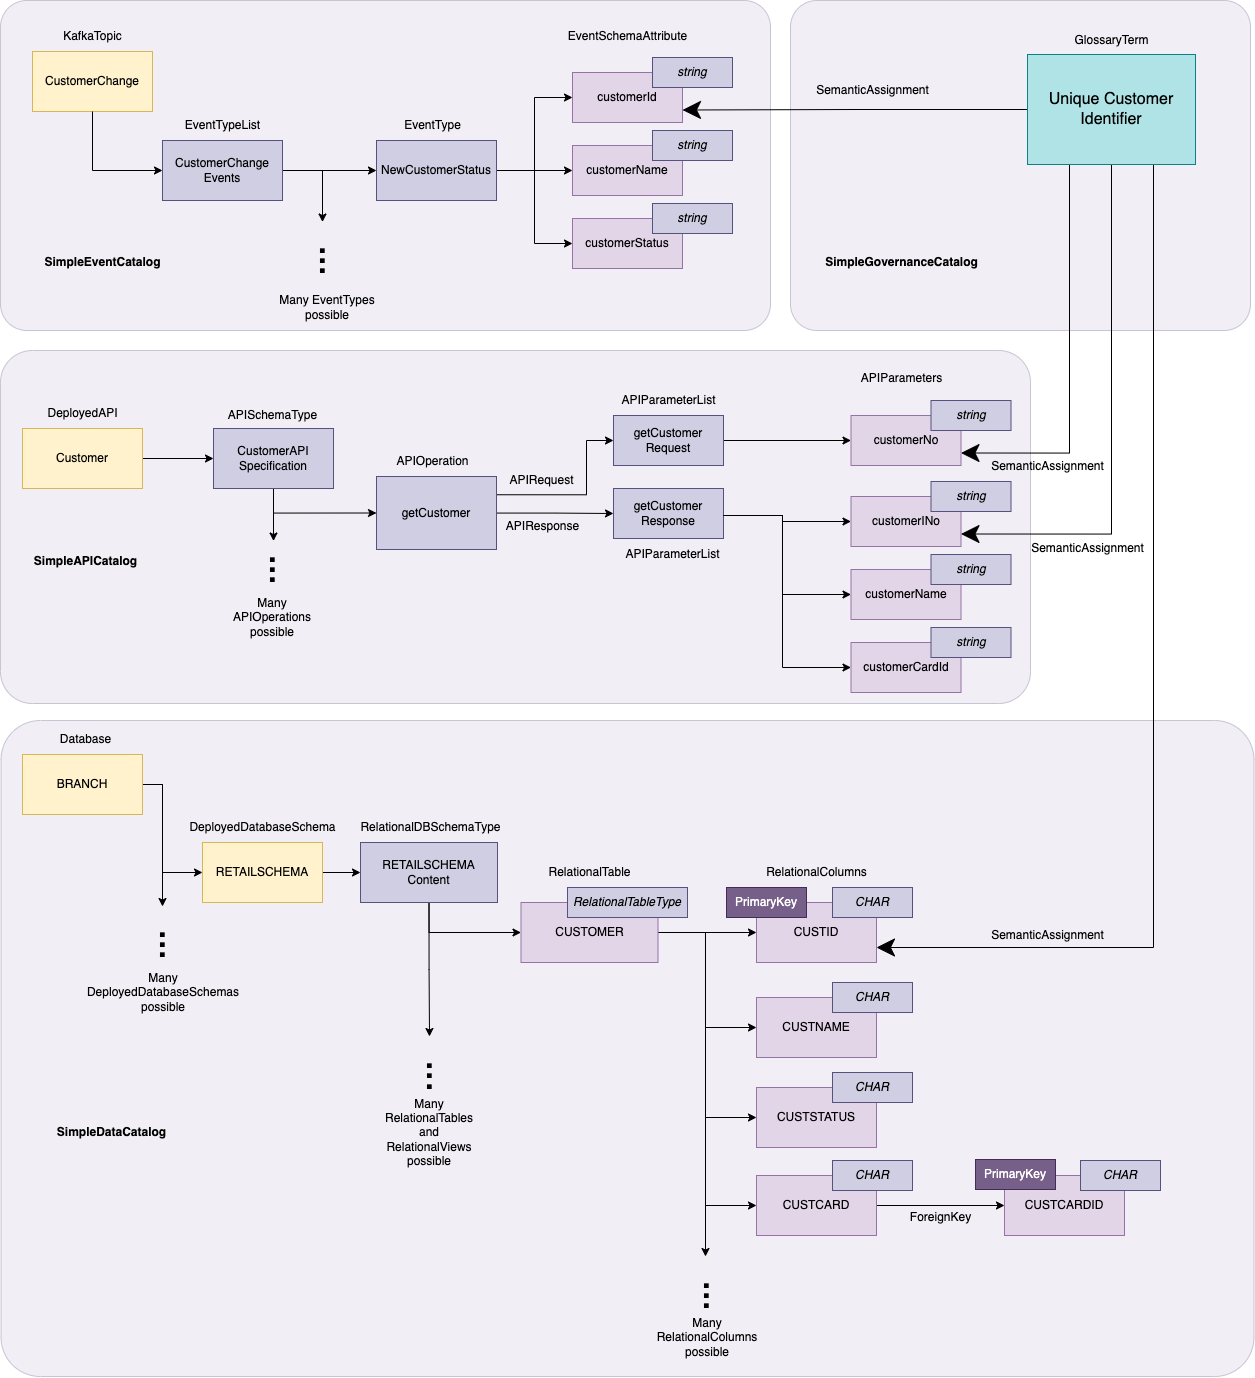 KafkaTopic
CustomerChange
EventTypeList
CustomerChange
Events
EventType
NewCustomerStatus
EventSchemaAttribute
string
customerId
string
customerName
string
customerStatus
SimpleEventCatalog
Many EventTypes
possible
GlossaryTerm
Unique Customer
Identifier
SemanticAssignment
SimpleGovernanceCatalog
DeployedAPI
Customer
APISchemaType
CustomerAPI
Specification
APIOperation
getCustomer
APIRequest
APIResponse
APIParameterList
getCustomer
Request
getCustomer
Response
APIParameterList
APIParameters
string
customerNo
SemanticAssignment
string
customerINo
SemanticAssignment
string
customerName
string
customerCardId
SimpleAPICatalog
Many
APIOperations
possible
Database
BRANCH
DeployedDatabaseSchema
RETAILSCHEMA
RelationalDBSchemaType
RETAILSCHEMA
Content
RelationalTable
RelationalTableType
CUSTOMER
RelationalColumns
PrimaryKey
CHAR
CUSTID
SemanticAssignment
CHAR
CUSTNAME
CHAR
CUSTSTATUS
CHAR
CUSTCARD
ForeignKey
PrimaryKey
CHAR
CUSTCARDID
Many
DeployedDatabaseSchemas
possible
Many
RelationalTables
and
RelationalViews
possible
SimpleDataCatalog
Many
RelationalColumns
possible